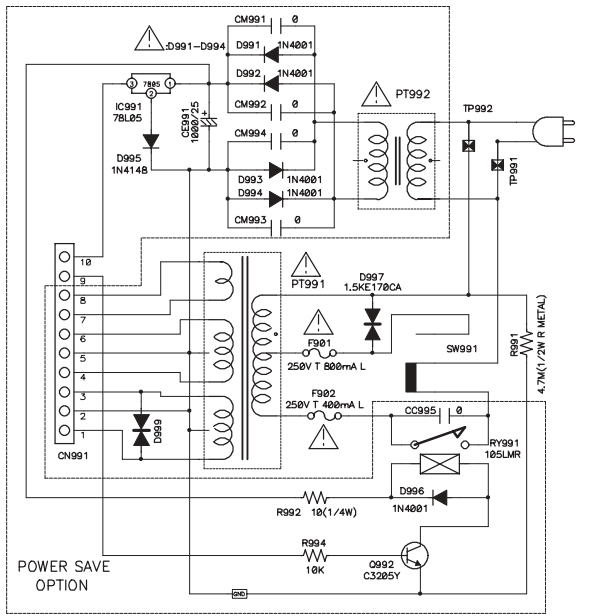 CM991 0
:D991-D994
D991 1N4001
D992 1N4001
3 7805 1
2
IC991
78L05
CE991
1000/25
+
CM992 0
PT992
TP992
CM994 0
D995
1N4148
D993 1N4001
D994 1N4001
TP991
CM993 0
10
9
8
7
6
5
4
3
2
1
CN991
PT991
D997
1.5KE170CA
F901
250V T 800mA L
SW991
R991
4.7M(1/2W R METAL)
F902
250V T 400mA L
D999
CC995 0
RY991
105LMR
R992 10(1/4W)
D996
1N4001
R994
10K
Q992
C3205Y
POWER SAVE
OPTION
GND